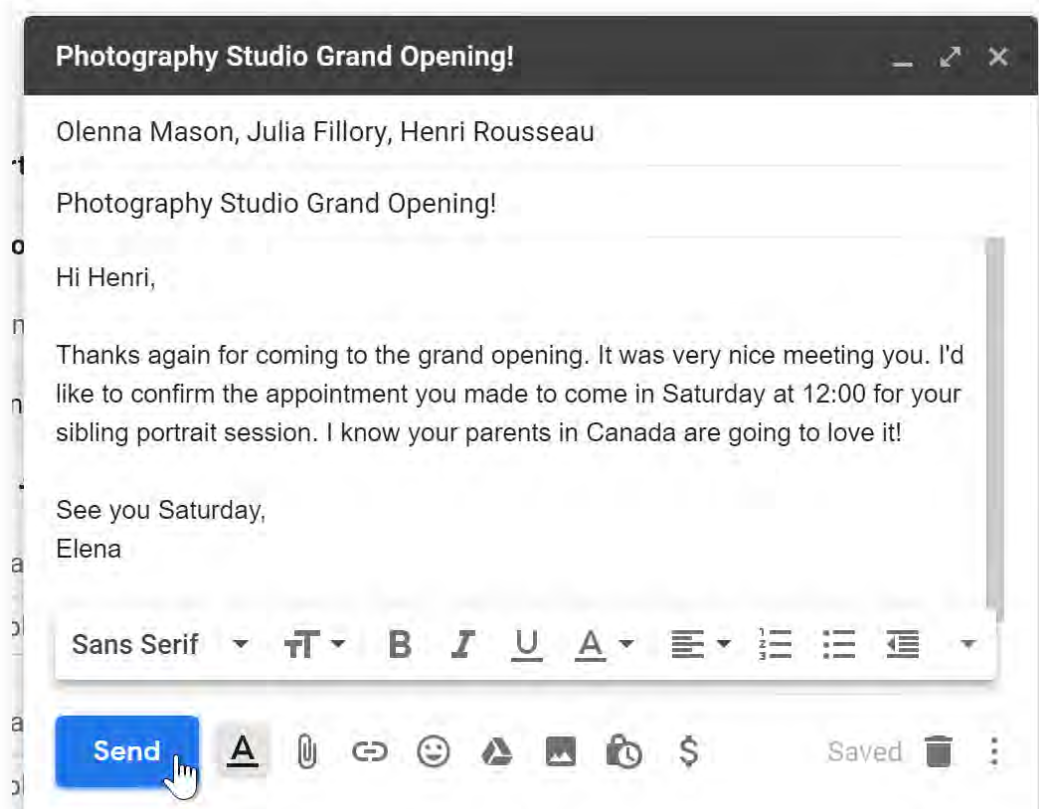 Photography Studio Grand Opening!
Olenna Mason, Julia Fillory, Henri Rousseau
Photography Studio Grand Opening!
Hi Henri,
Thanks again for coming to the grand opening. It was very nice meeting you. I'd
like to confirm the appointment you made to come in Saturday at 12:00 for your
sibling portrait session. I know your parents in Canada are going to love it!
See you Saturday,
Elena
Sans Serif
Send
Saved